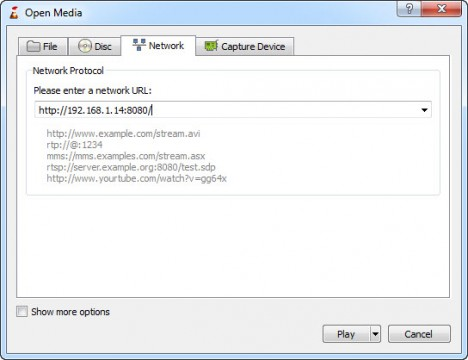 Open Media
File
Disc
Network
Capture Device
Network Protocol
Please enter a network URL:
http://192.168.1.14:8080/
http://www.example.com/stream.avi
rtp://@:1234
mms://mms.examples.com/stream.asx
rtsp://server.example.org:8080/test.sdp
http://www.yourtube.com/watch?v=gg64x
Show more options
Play
Cancel